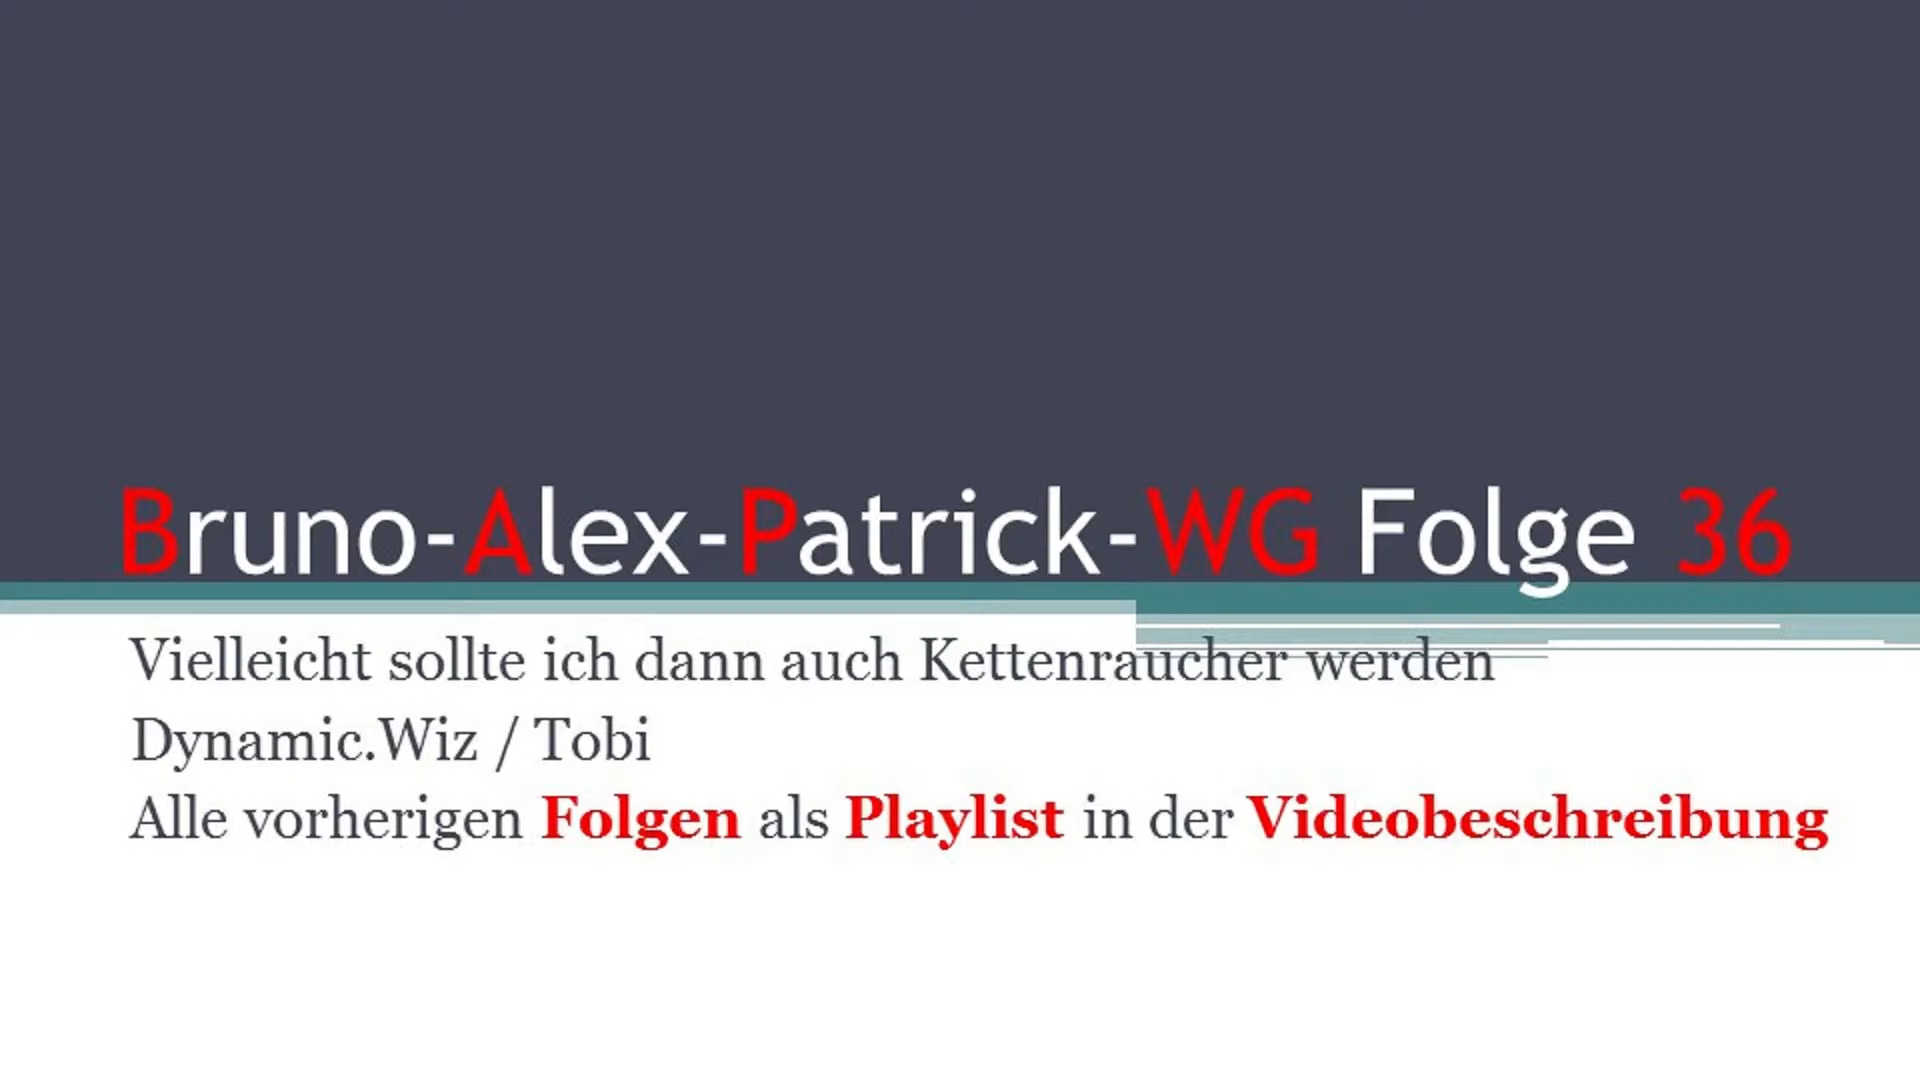 Bruno-Alex-Patrick-WG Folge 36
Vielleicht sollte ich dann auch Kettenraucher werden
Dynamic.Wiz / Tobi
Alle vorherigen Folgen als Playlist in der Videobeschreibung